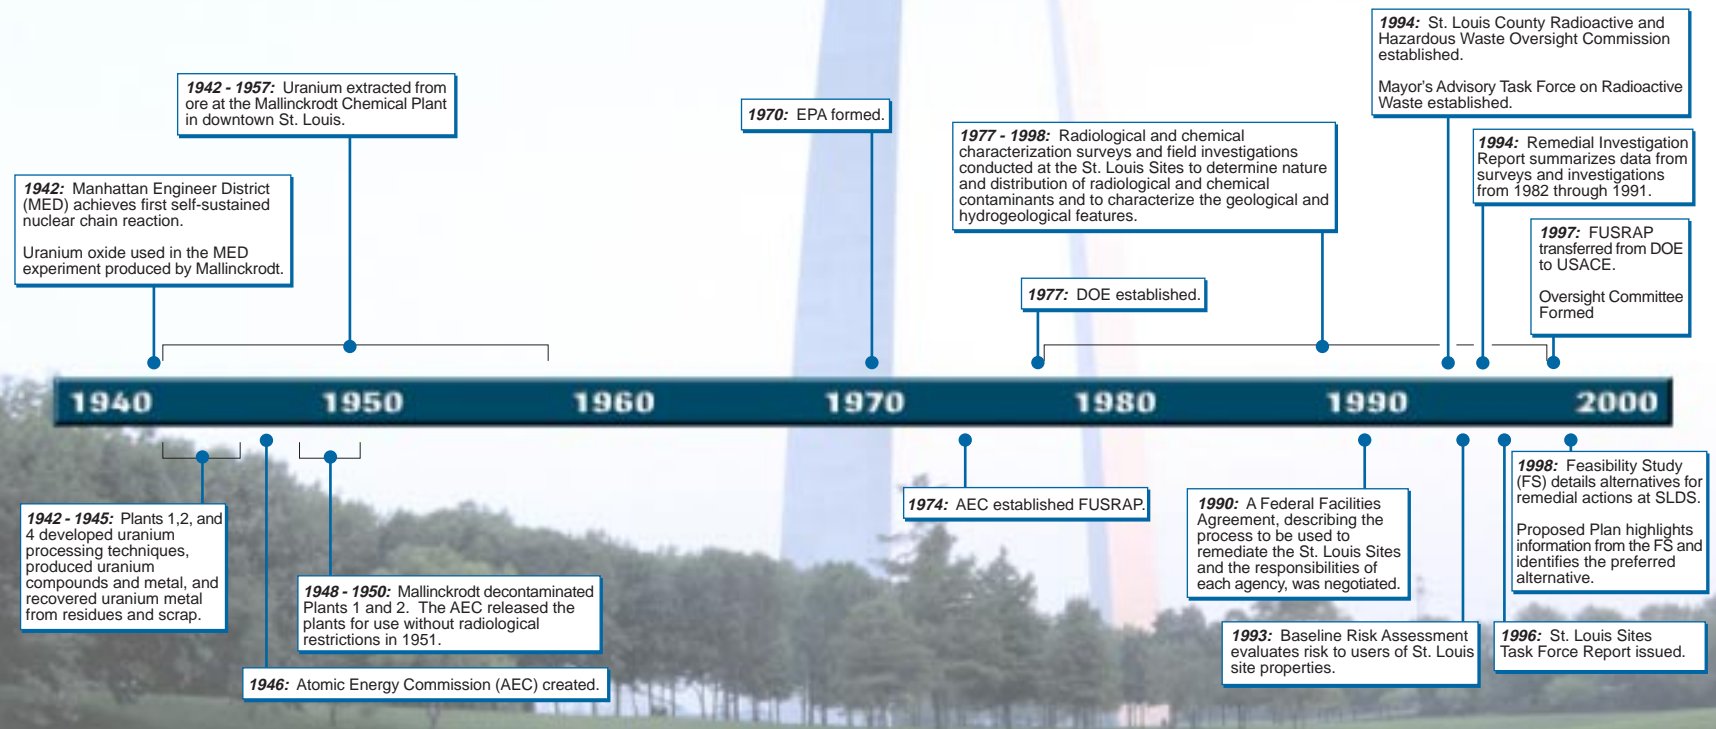 1994: St. Louis County Radioactive and
Hazardous Waste Oversight Commission
established.
Mayor's Advisory Task Force on Radioactive
Waste established.
1942 - 1957: Uranium extracted from
ore at the Mallinckrodt Chemical Plant
in downtown St. Louis.
1970: EPA formed.
1977 - 1998: Radiological and chemical
characterization surveys and field investigations
conducted at the St. Louis Sites to determine nature
and distribution of radiological and chemical
contaminants and to characterize the geological and
hydrogeological features.
1994: Remedial Investigation
Report summarizes data from
surveys and investigations
from 1982 through 1991.
1942: Manhattan Engineer District
(MED) achieves first self-sustained
nuclear chain reaction.
Uranium oxide used in the MED
experiment produced by Mallinckrodt.
1997: FUSRAP
transferred from DOE
to USACE.
Oversight Committee
Formed
1977: DOE established.
1940 1950 1960 1970 1980 1990 2000
1942 - 1945: Plants 1,2, and
4 developed uranium
processing techniques,
produced uranium
compounds and metal, and
recovered uranium metal
from residues and scrap.
1948 - 1950: Mallinckrodt decontaminated
Plants 1 and 2. The AEC released the
plants for use without radiological
restrictions in 1951.
1946: Atomic Energy Commission (AEC) created.
1974: AEC established FUSRAP.
1990: A Federal Facilities
Agreement, describing the
process to be used to
remediate the St. Louis Sites
and the responsibilities of
each agency, was negotiated.
1998: Feasibility Study
(FS) details alternatives for
remedial actions at SLDS.
Proposed Plan highlights
information from the FS and
identifies the preferred
alternative.
1993: Baseline Risk Assessment
evaluates risk to users of St. Louis
site properties.
1996: St. Louis Sites
Task Force Report issued.